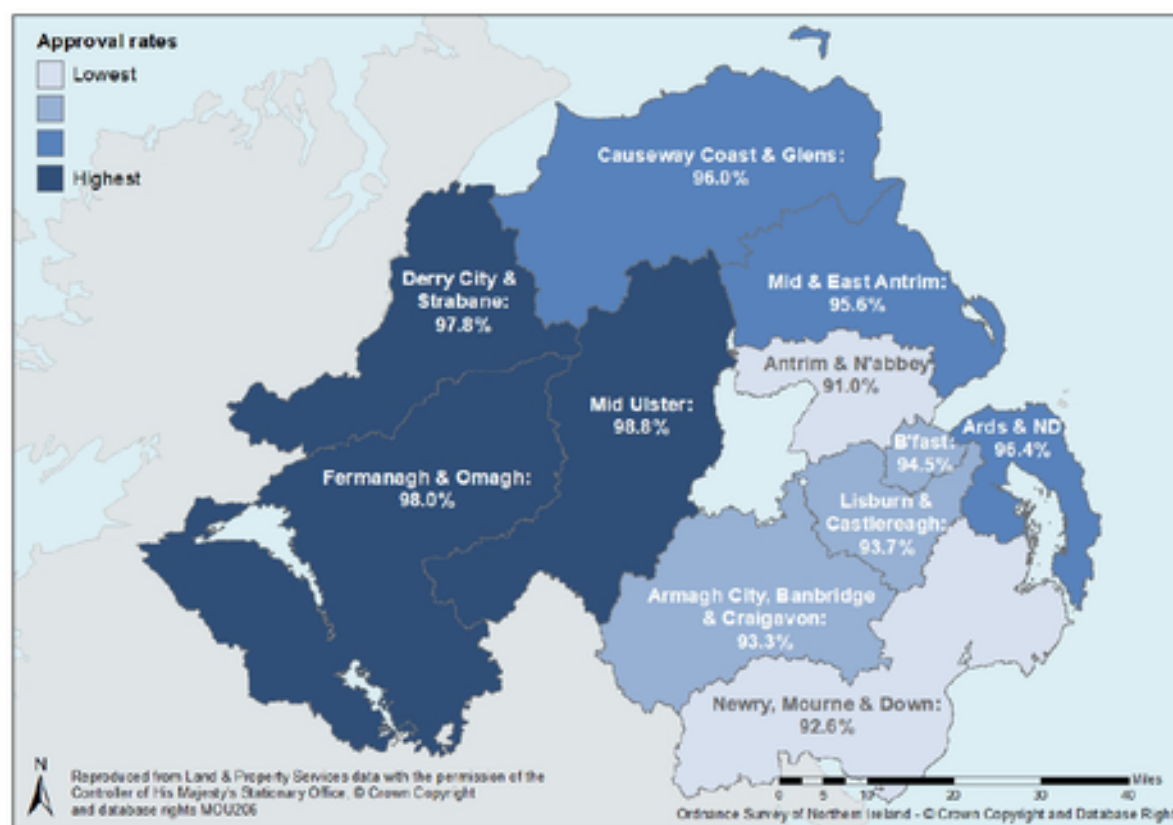 Approval rates
Lowest
Highest
Causeway Coast & Glens:
96.0%
Derry City &
Strabane:
97.8%
Mid & East Antrim:
95.6%
Antrim & N'abbey
91.0%
Mid Ulster:
98.8%
B'fast:
94.5%
Ards & ND
96.4%
Fermanagh & Omagh:
98.0%
Lisburn &
Castlereagh:
93.7%
Armagh City, Banbridge
& Craigavon:
93.3%
Newry, Mourne & Down:
92.6%
N
Reproduced from Land & Property Services data with the permission of the
Controller of His Majesty's Stationary Office, © Crown Copyright
and database rights MOU206
0 5 10 20 30 40 Miles
Ordnance Survey of Northern Ireland - © Crown Copyright and Database Right